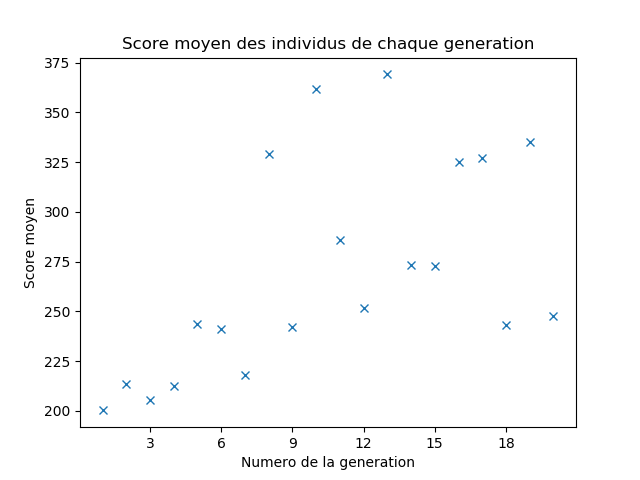 Score moyen des individus de chaque generation
375
350
325
300
275
250
225
200
Score moyen
3 6 9 12 15 18
Numero de la generation